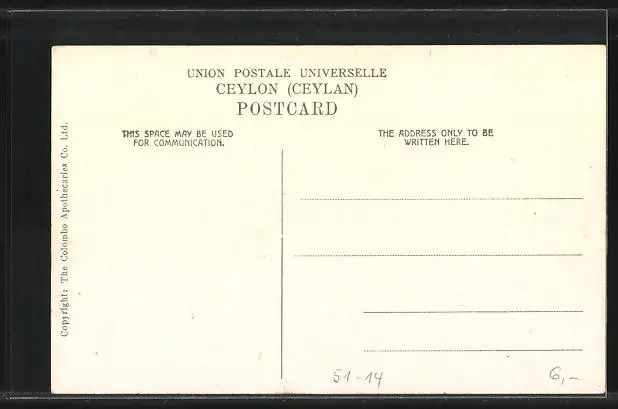 UNION POSTALE UNIVERSELLE
CEYLON (CEYLAN)
POSTCARD
THIS SPACE MAY BE USED
FOR COMMUNICATION.
THE ADDRESS ONLY TO BE
WRITTEN HERE.
Copyright: The Colombo Apothecaries Co. Ltd.
51-14
6,-